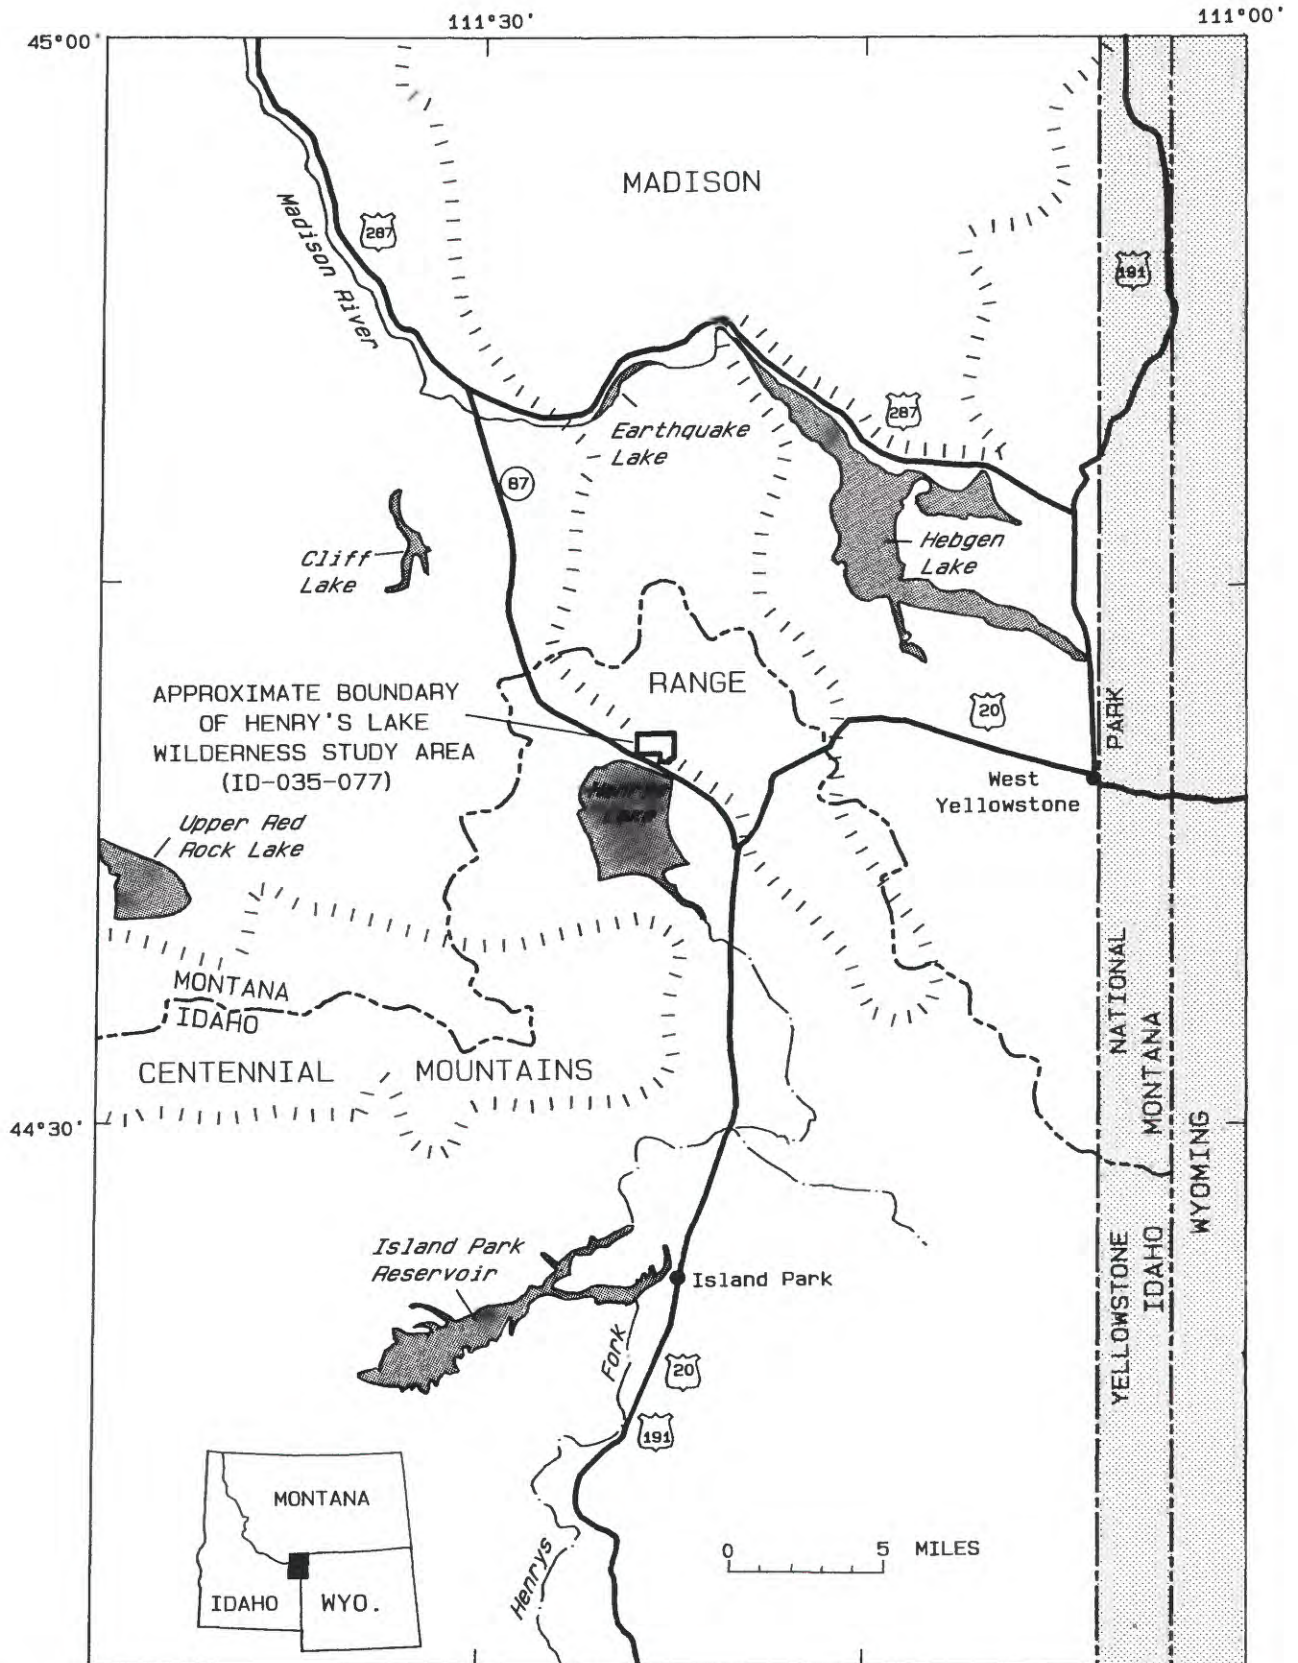 111°30'
111°00'
45°00'
MADISON
287
Madison River
191
287
Earthquake
Lake
87
Hebgen
Lake
Cliff
Lake
RANGE
APPROXIMATE BOUNDARY
OF HENRY'S LAKE
WILDERNESS STUDY AREA
(ID-035-077)
20
PARK
West
Yellowstone
Henrys
Lake
Upper Red
Rock Lake
NATIONAL
MONTANA
MONTANA
IDAHO
CENTENNIAL MOUNTAINS
44°30'
WYOMING
Island Park
Reservoir
YELLOWSTONE
IDAHO
Island Park
Fork
20
191
MONTANA
0 5 MILES
Henrys
IDAHO
WYO.